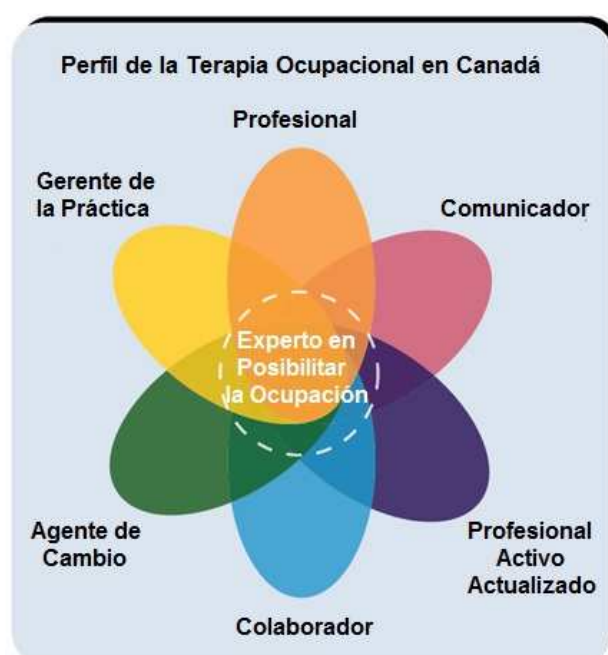 Perfil de la Terapia Ocupacional en Canadá
Profesional
Gerente de
la Práctica
Comunicador
Experto en
Posibilitar
la Ocupación
Agente de
Cambio
Profesional
Activo
Actualizado
Colaborador